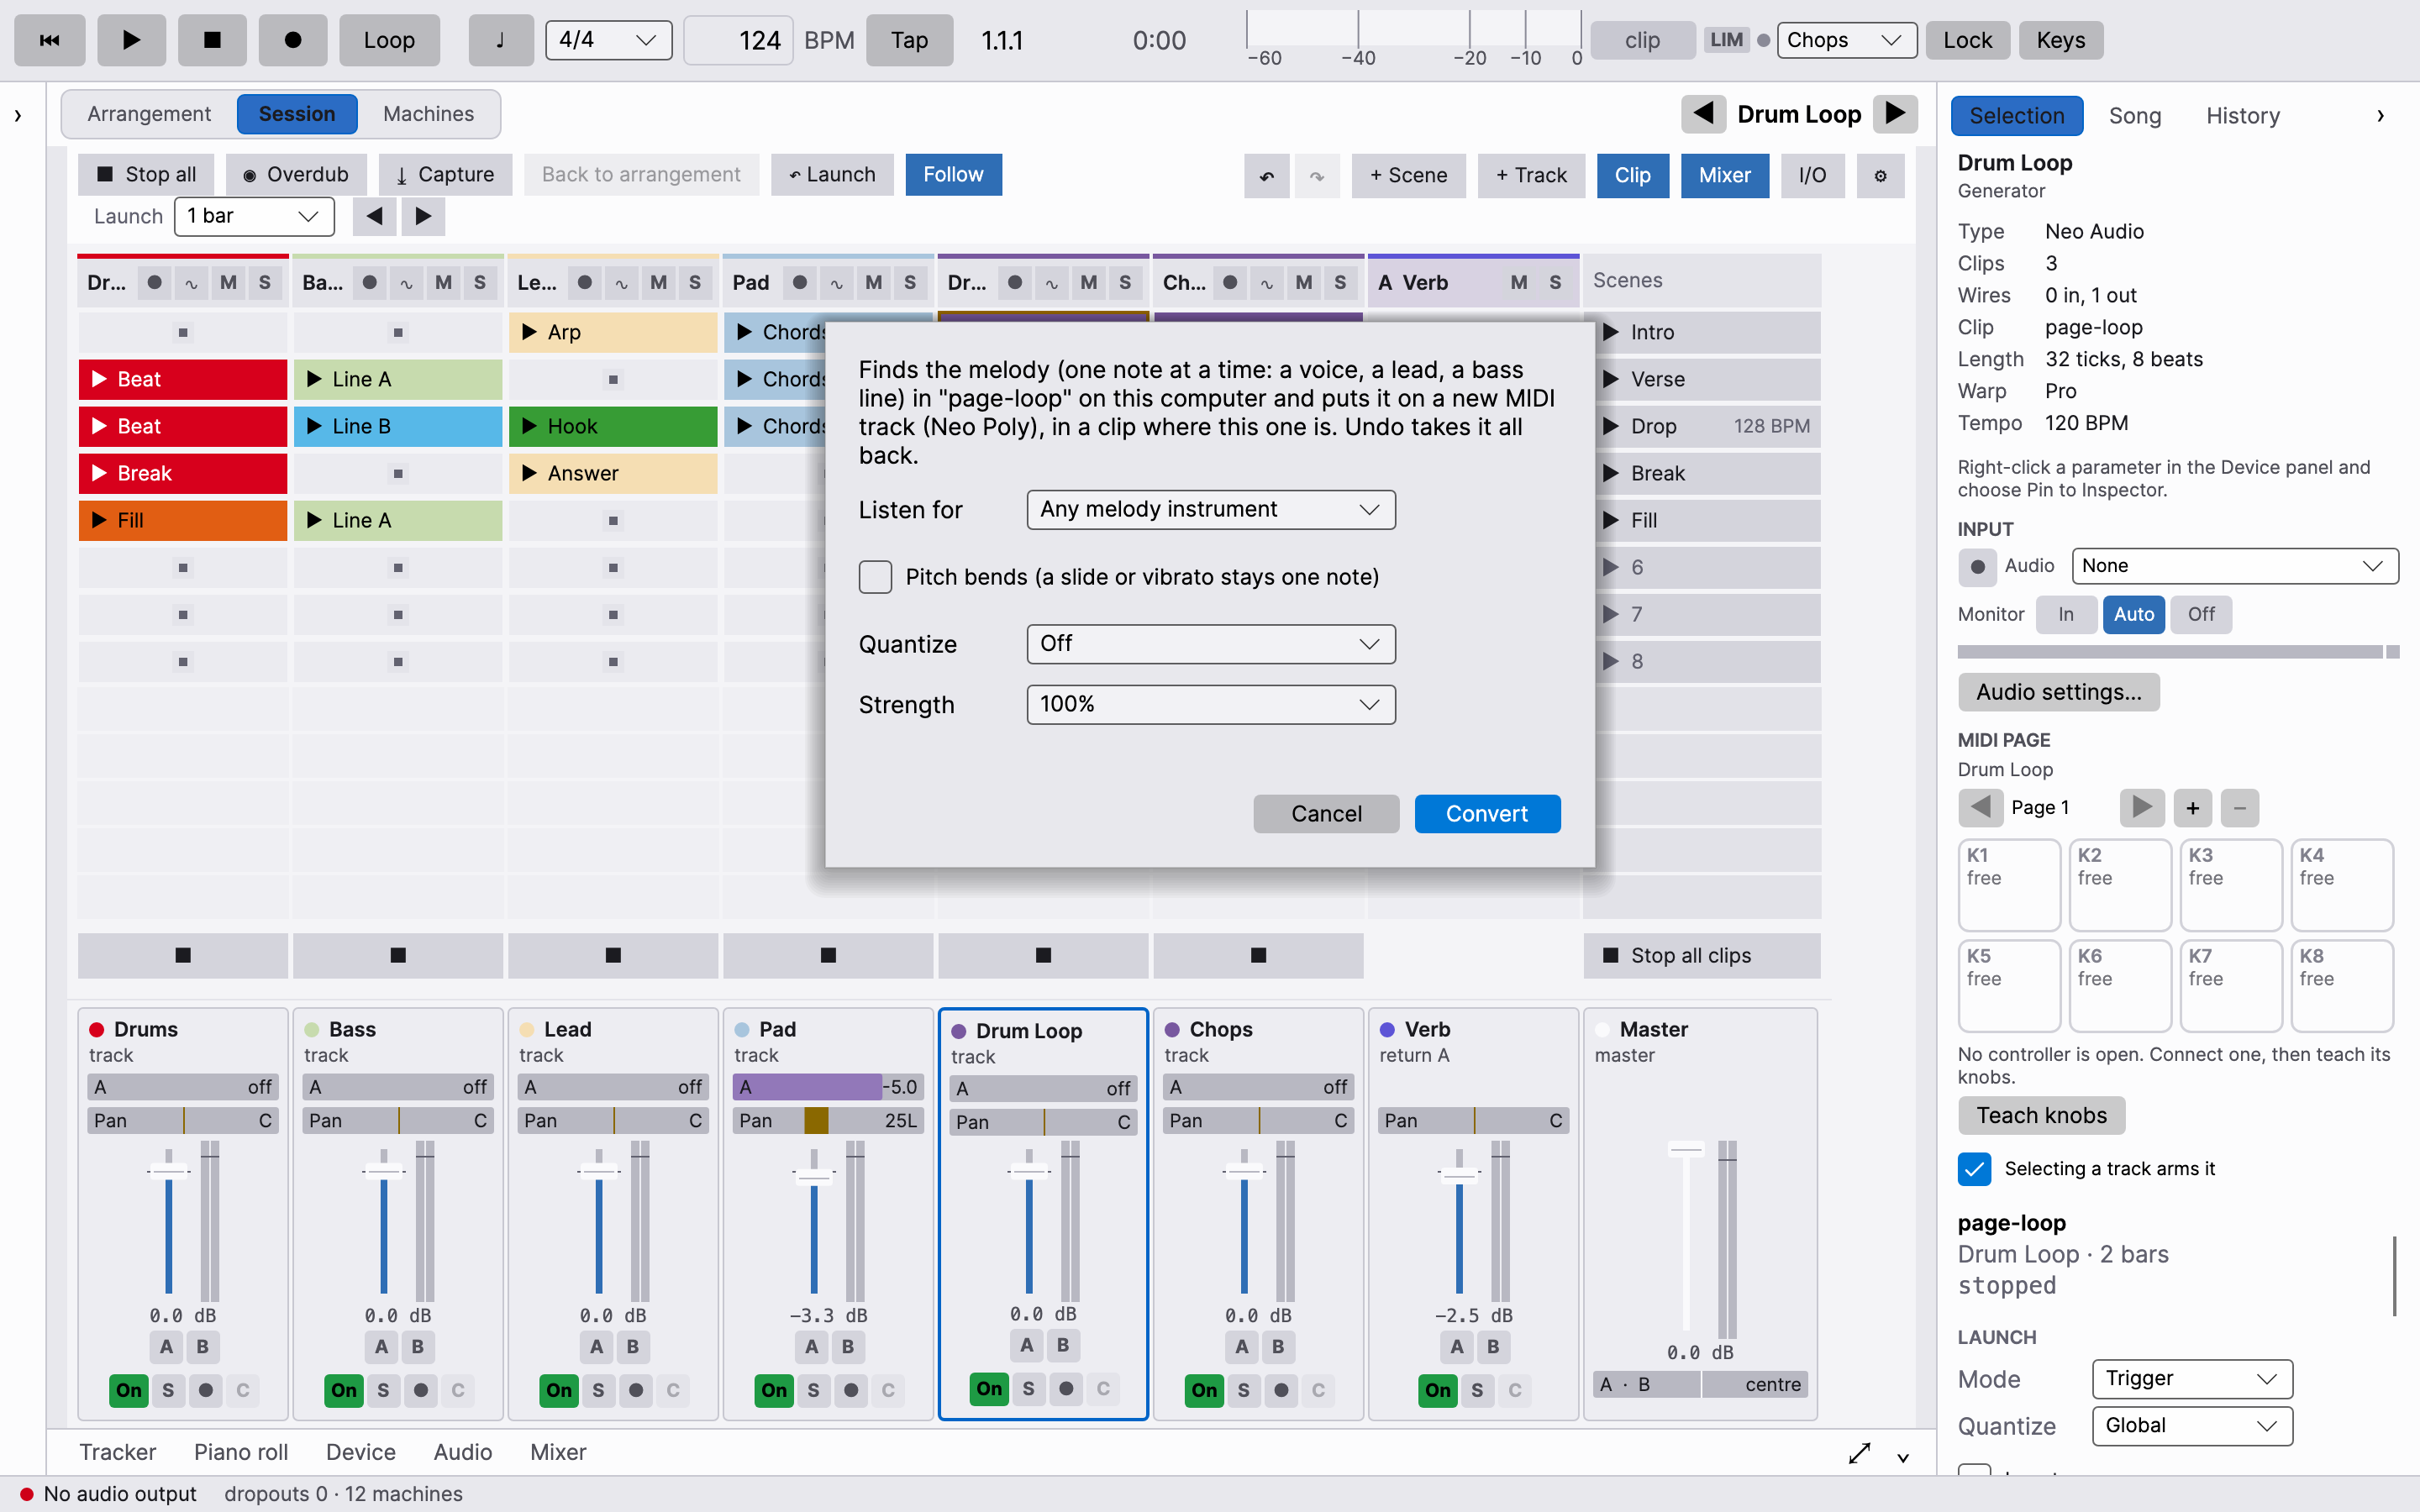 Loop
4/4
124 BPM
Tap
1.1.1
0:00
−60 −40 −20 −10 0
clip
LIM
Chops
Lock
Keys
Arrangement
Session
Machines
Drum Loop
Stop all
Overdub
Capture
Back to arrangement
Launch
Follow
+ Scene
+ Track
Clip
Mixer
I/O
Launch 1 bar
Dr... M S
Ba... M S
Le... M S
Pad M S
Dr... M S
Ch... M S
A Verb M S
Scenes
Arp Chords Intro
Beat Line A Chords Verse
Beat Line B Hook Chords Drop 128 BPM
Break Answer Break
Fill Line A Fill
6
7
8
Finds the melody (one note at a time: a voice, a lead, a bass
line) in "page-loop" on this computer and puts it on a new MIDI
track (Neo Poly), in a clip where this one is. Undo takes it all
back.
Listen for Any melody instrument
Pitch bends (a slide or vibrato stays one note)
Quantize Off
Strength 100%
Cancel Convert
Stop all clips
Drums Bass Lead Pad Drum Loop Chops Verb Master
track track track track track track return A master
A off A off A off A -5.0 A off A off
Pan C Pan C Pan C Pan 25L Pan C Pan C Pan C
0.0 dB 0.0 dB 0.0 dB −3.3 dB 0.0 dB 0.0 dB −2.5 dB 0.0 dB
A B A B A B A B A B A B A B A · B centre
On S C On S C On S C On S C On S C On S C On S C
Tracker Piano roll Device Audio Mixer
No audio output dropouts 0 · 12 machines
Selection Song History
Drum Loop
Generator
Type Neo Audio
Clips 3
Wires 0 in, 1 out
Clip page-loop
Length 32 ticks, 8 beats
Warp Pro
Tempo 120 BPM
Right-click a parameter in the Device panel and
choose Pin to Inspector.
INPUT
Audio None
Monitor In Auto Off
Audio settings...
MIDI PAGE
Drum Loop
Page 1 + −
K1 K2 K3 K4
free free free free
K5 K6 K7 K8
free free free free
No controller is open. Connect one, then teach its
knobs.
Teach knobs
Selecting a track arms it
page-loop
Drum Loop · 2 bars
stopped
LAUNCH
Mode Trigger
Quantize Global